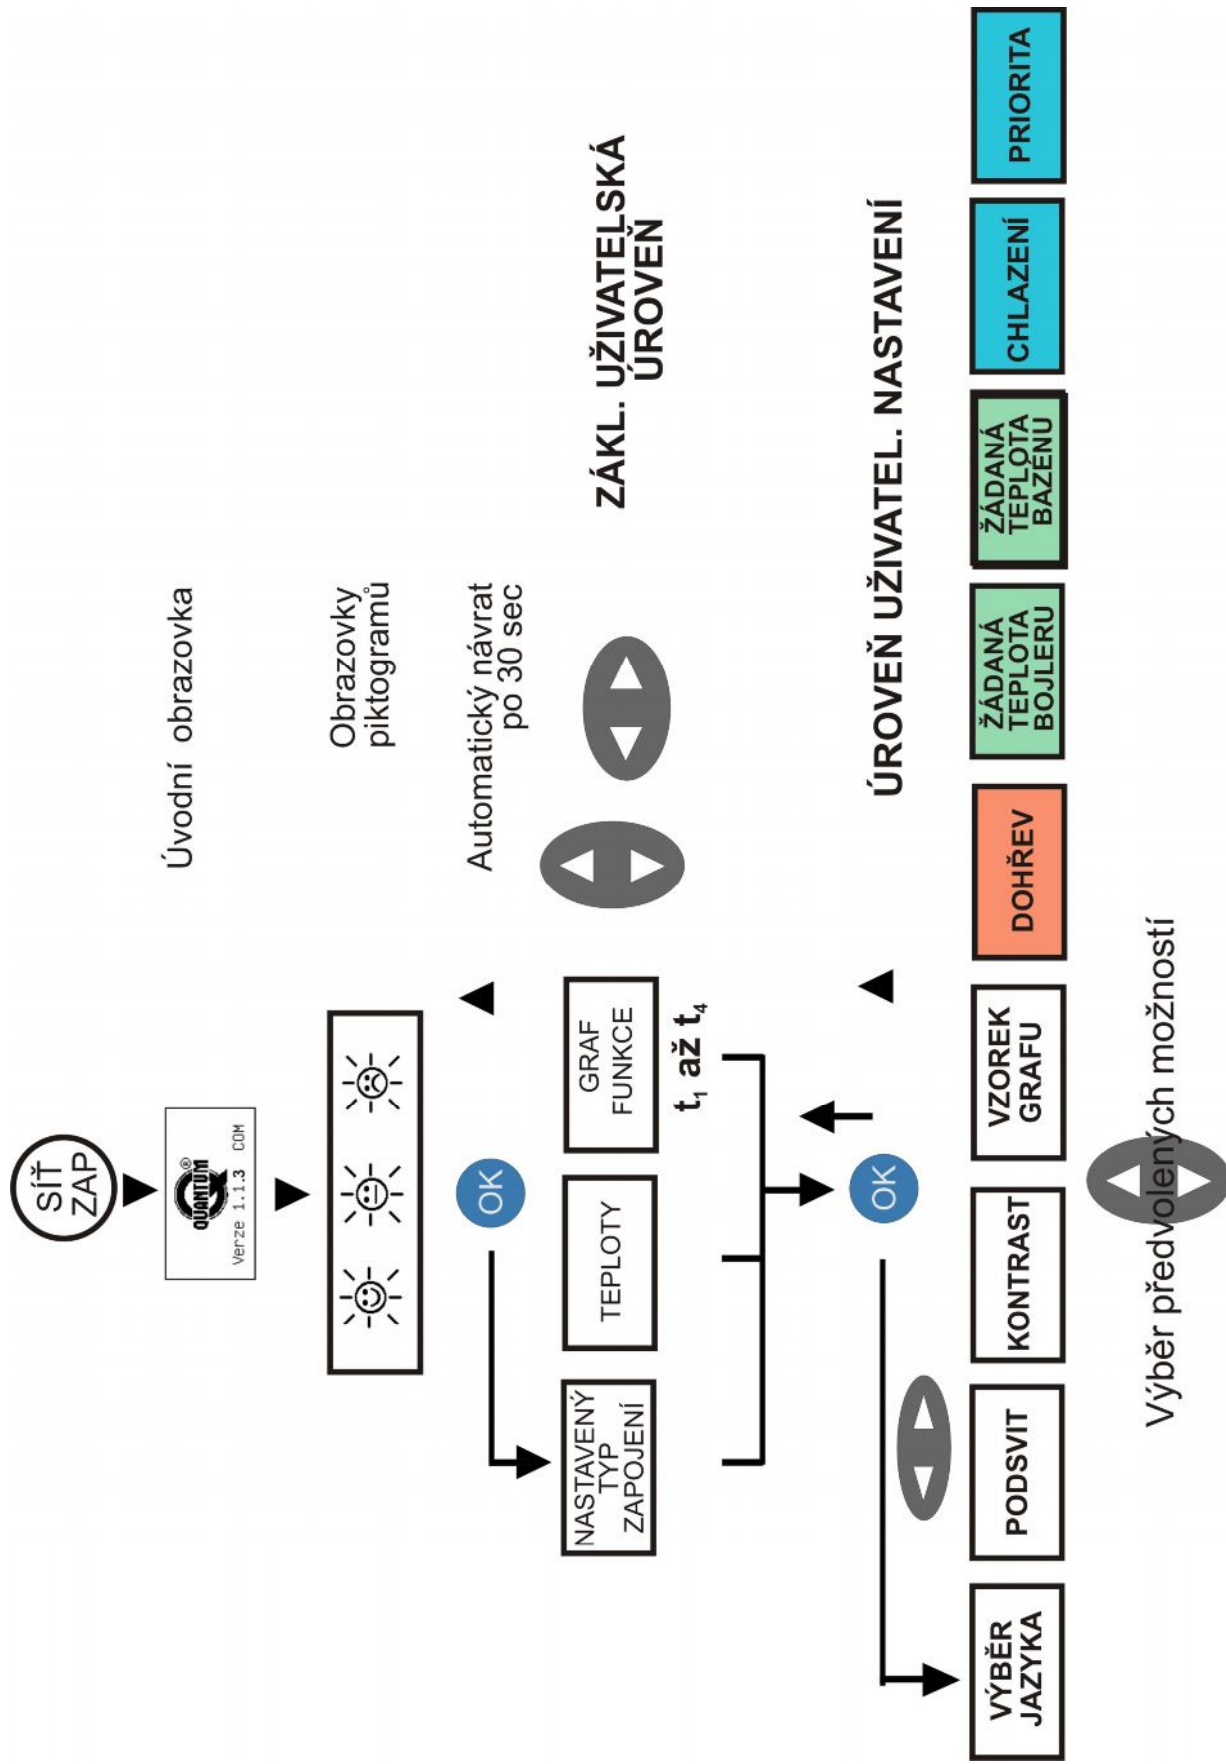 SÍŤ
ZAP
QUANTUM®
Verze 1.1.3 COM
Úvodní obrazovka
Obrazovky
piktogramů
OK
Automatický návrat
po 30 sec
NASTAVENÝ
TYP
ZAPOJENÍ
TEPLOTY
GRAF
FUNKCE
t₁ až t₄
ZÁKL. UŽIVATELSKÁ
ÚROVEŇ
OK
ÚROVEŇ UŽIVATEL. NASTAVENÍ
VÝBĚR
JAZYKA
PODSVIT
KONTRAST
VZOREK
GRAFU
DOHŘEV
ŽÁDANÁ
TEPLOTA
BOJLERU
ŽÁDANÁ
TEPLOTA
BAZÉNU
CHLAZENÍ
PRIORITA
Výběr předvolených možností